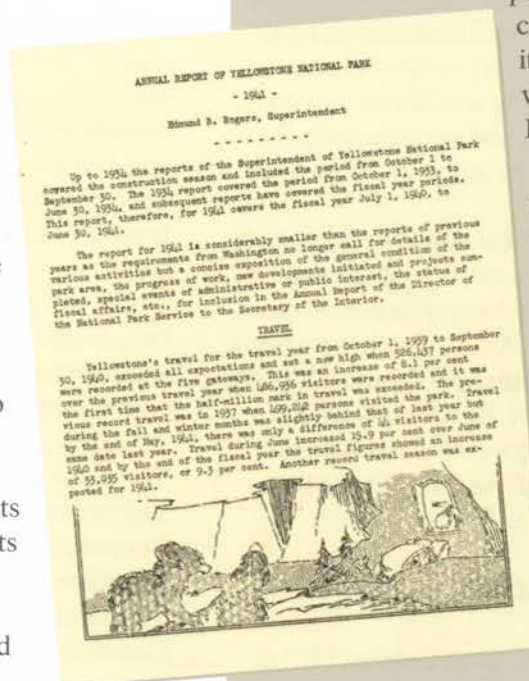 ANNUAL REPORT OF YELLOWSTONE NATIONAL PARK
- 1941 -
Edmund B. Rogers, Superintendent
- - - - - - - - -
Up to 1934 the reports of the Superintendent of Yellowstone National Park
covered the construction season and included the period from October 1 to
September 30. The 1934 report covered the period from October 1, 1933, to
June 30, 1934, and subsequent reports have covered the fiscal year periods.
This report, therefore, for 1941 covers the fiscal year July 1, 1940, to
June 30, 1941.
The report for 1941 is considerably smaller than the reports of previous
years as the requirements from Washington no longer call for details of the
various activities but a concise exposition of the general condition of the
park area, the progress of work, new developments initiated and projects com-
pleted, special events of administrative or public interest, the status of
fiscal affairs, etc., for inclusion in the Annual Report of the Director of
the National Park Service to the Secretary of the Interior.
TRAVEL
Yellowstone's travel for the travel year from October 1, 1939 to September
30, 1940, exceeded all expectations and set a new high when 526,437 persons
were recorded at the five gateways. This was an increase of 8.1 per cent
over the previous travel year when 486,936 visitors were recorded and it was
the first time that the half-million mark in travel was exceeded. The pre-
vious record travel was in 1937 when 499,242 persons visited the park. Travel
during the fall and winter months was slightly behind that of last year but
by the end of May, 1941, there was only a difference of 44 visitors to the
same date last year. Travel during June increased 15.9 per cent over June of
1940 and by the end of the fiscal year the travel figures showed an increase
of 33,035 visitors, or 9.3 per cent. Another record travel season was ex-
pected for 1941.
ts
ts